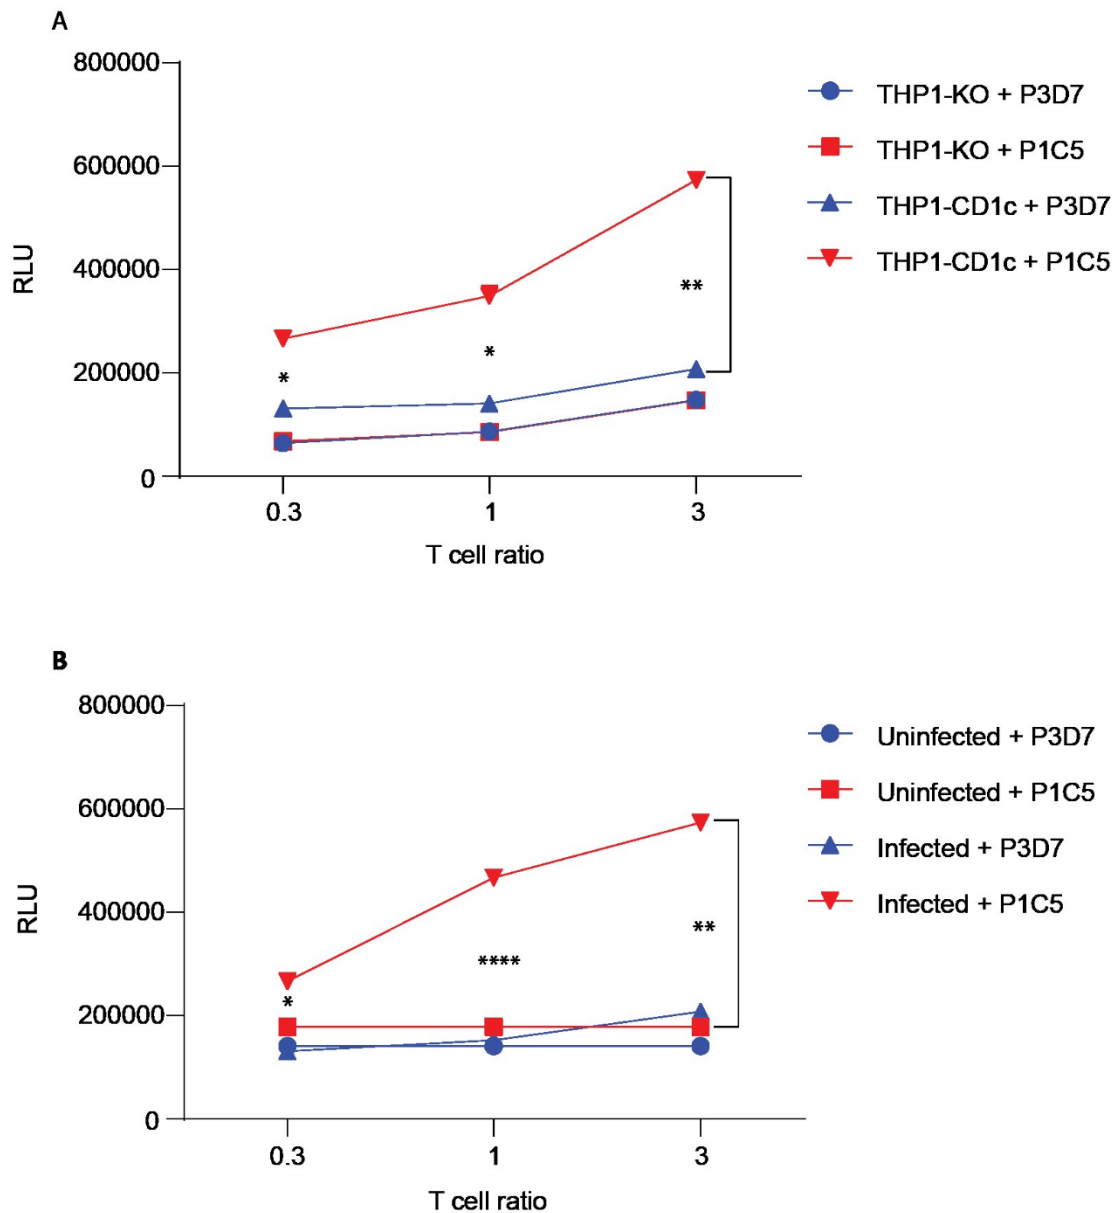 A
800000
600000
400000
200000
0
RLU
0.3
1
3
T cell ratio
*
*
**
THP1-KO + P3D7
THP1-KO + P1C5
THP1-CD1c + P3D7
THP1-CD1c + P1C5
B
800000
600000
400000
200000
0
RLU
0.3
1
3
T cell ratio
*
****
**
Uninfected + P3D7
Uninfected + P1C5
Infected + P3D7
Infected + P1C5